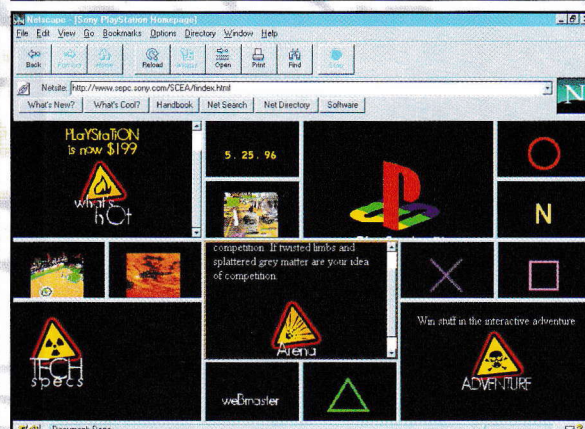 Netscape - [Sony PlayStation Homepage]
File Edit View Go Bookmarks Options Directory Window Help
Back Forward Home Reload Images Open Print Find Stop
Netsite: http://www.sepc.sony.com/SCEA/index.html
What's New? What's Cool? Handbook Net Search Net Directory Software
N
PLaYStaTiON
is now $199
what's
hOt
5. 25. 96
N
competition. If twisted limbs and
splattered grey matter are your idea
of competition.
Arena
Win stuff in the interactive adventure
ADVENTURE
TECH
specs
weBmaster
Document: Done